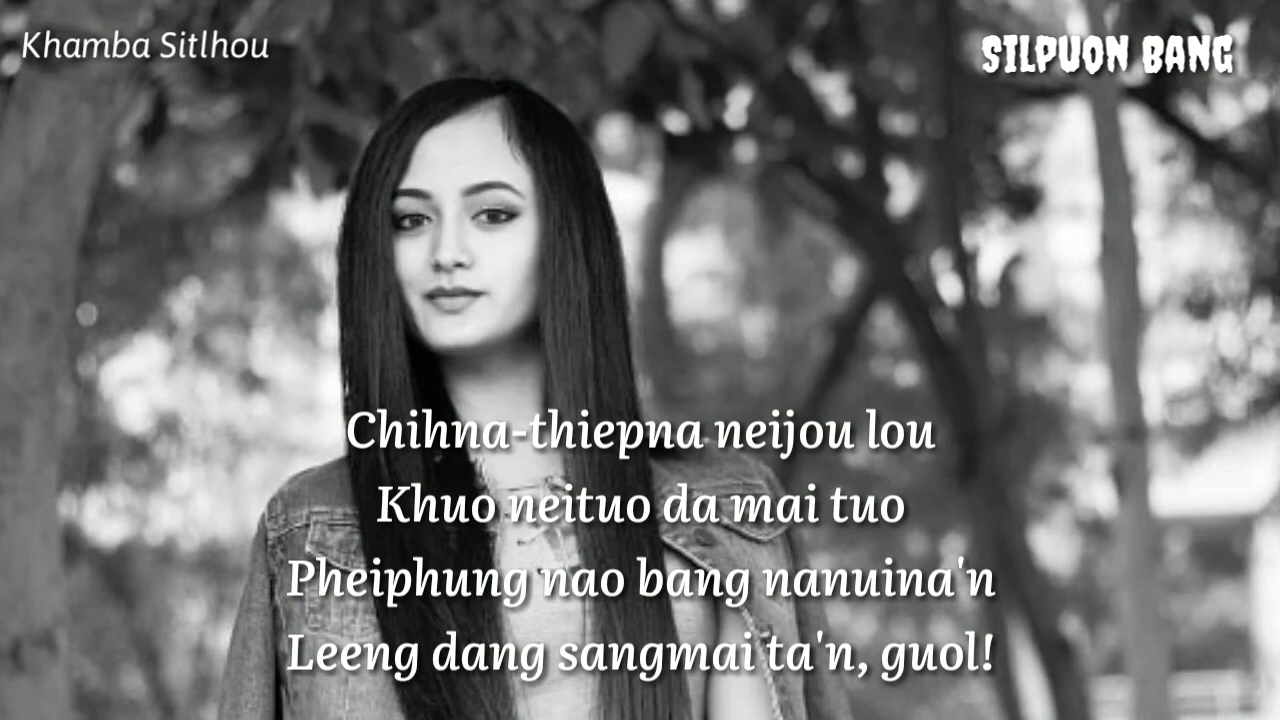 Khamba Sitlhou
SILPUON BANG
Chihna-thiepna neijou lou
Khuo neituo da mai tuo
Pheiphung nao bang nanuina'n
Leeng dang sangmai ta'n, guol!